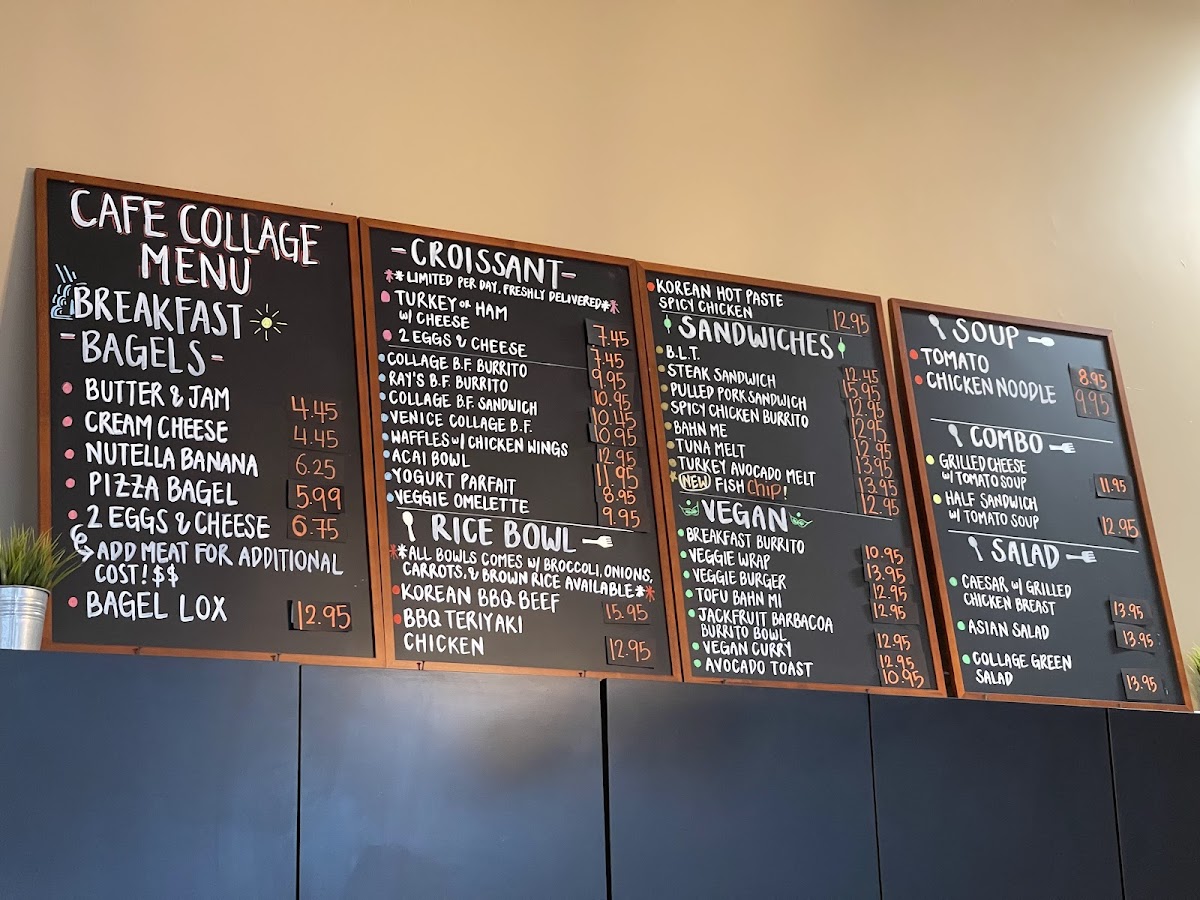 CAFE COLLAGE
MENU
BREAKFAST
-BAGELS-
BUTTER & JAM 4.45
CREAM CHEESE 4.45
NUTELLA BANANA 6.25
PIZZA BAGEL 5.99
2 EGGS & CHEESE 6.75
ADD MEAT FOR ADDITIONAL
COST!$$
BAGEL LOX 12.95
-CROISSANT-
**LIMITED PER DAY, FRESHLY DELIVERED**
TURKEY OR HAM
W/ CHEESE 7.45
2 EGGS & CHEESE 7.45
COLLAGE B.F. BURRITO 9.95
RAY'S B.F. BURRITO 10.95
COLLAGE B.F. SANDWICH 10.45
VENICE COLLAGE B.F. 10.95
WAFFLES W/ CHICKEN WINGS 12.95
ACAI BOWL 11.95
YOGURT PARFAIT 8.95
VEGGIE OMELETTE 9.95
RICE BOWL
**ALL BOWLS COMES W/ BROCCOLI, ONIONS,
CARROTS, & BROWN RICE AVAILABLE**
KOREAN BBQ BEEF 15.95
BBQ TERIYAKI
CHICKEN 12.95
KOREAN HOT PASTE
SPICY CHICKEN 12.95
SANDWICHES
B.L.T. 12.45
STEAK SANDWICH 15.95
PULLED PORK SANDWICH 12.95
SPICY CHICKEN BURRITO 12.95
BAHN ME 12.95
TUNA MELT 13.95
TURKEY AVOCADO MELT 13.95
NEW FISH Chip! 12.95
VEGAN
BREAKFAST BURRITO 10.95
VEGGIE WRAP 13.95
VEGGIE BURGER 12.95
TOFU BAHN MI 12.95
JACKFRUIT BARBACOA
BURRITO BOWL 12.95
VEGAN CURRY 12.95
AVOCADO TOAST 10.95
SOUP
TOMATO 8.95
CHICKEN NOODLE 9.95
COMBO
GRILLED CHEESE
W/ TOMATO SOUP 11.95
HALF SANDWICH
W/ TOMATO SOUP 12.95
SALAD
CAESAR W/ GRILLED
CHICKEN BREAST 13.95
ASIAN SALAD 13.95
COLLAGE GREEN
SALAD 13.95